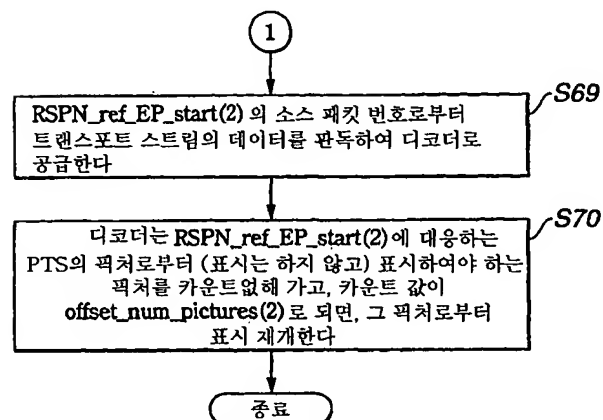 1
S69
RSPN_ref_EP_start(2) 의 소스 패킷 번호로부터
트랜스포트 스트림의 데이터를 판독하여 디코더로
공급한다
S70
디코더는 RSPN_ref_EP_start(2) 에 대응하는
PTS의 픽처로부터 (표시는 하지 않고) 표시하여야 하는
픽처를 카운트없해 가고, 카운트 값이
offset_num_pictures(2) 로 되면, 그 픽처로부터
표시 재개한다
종료